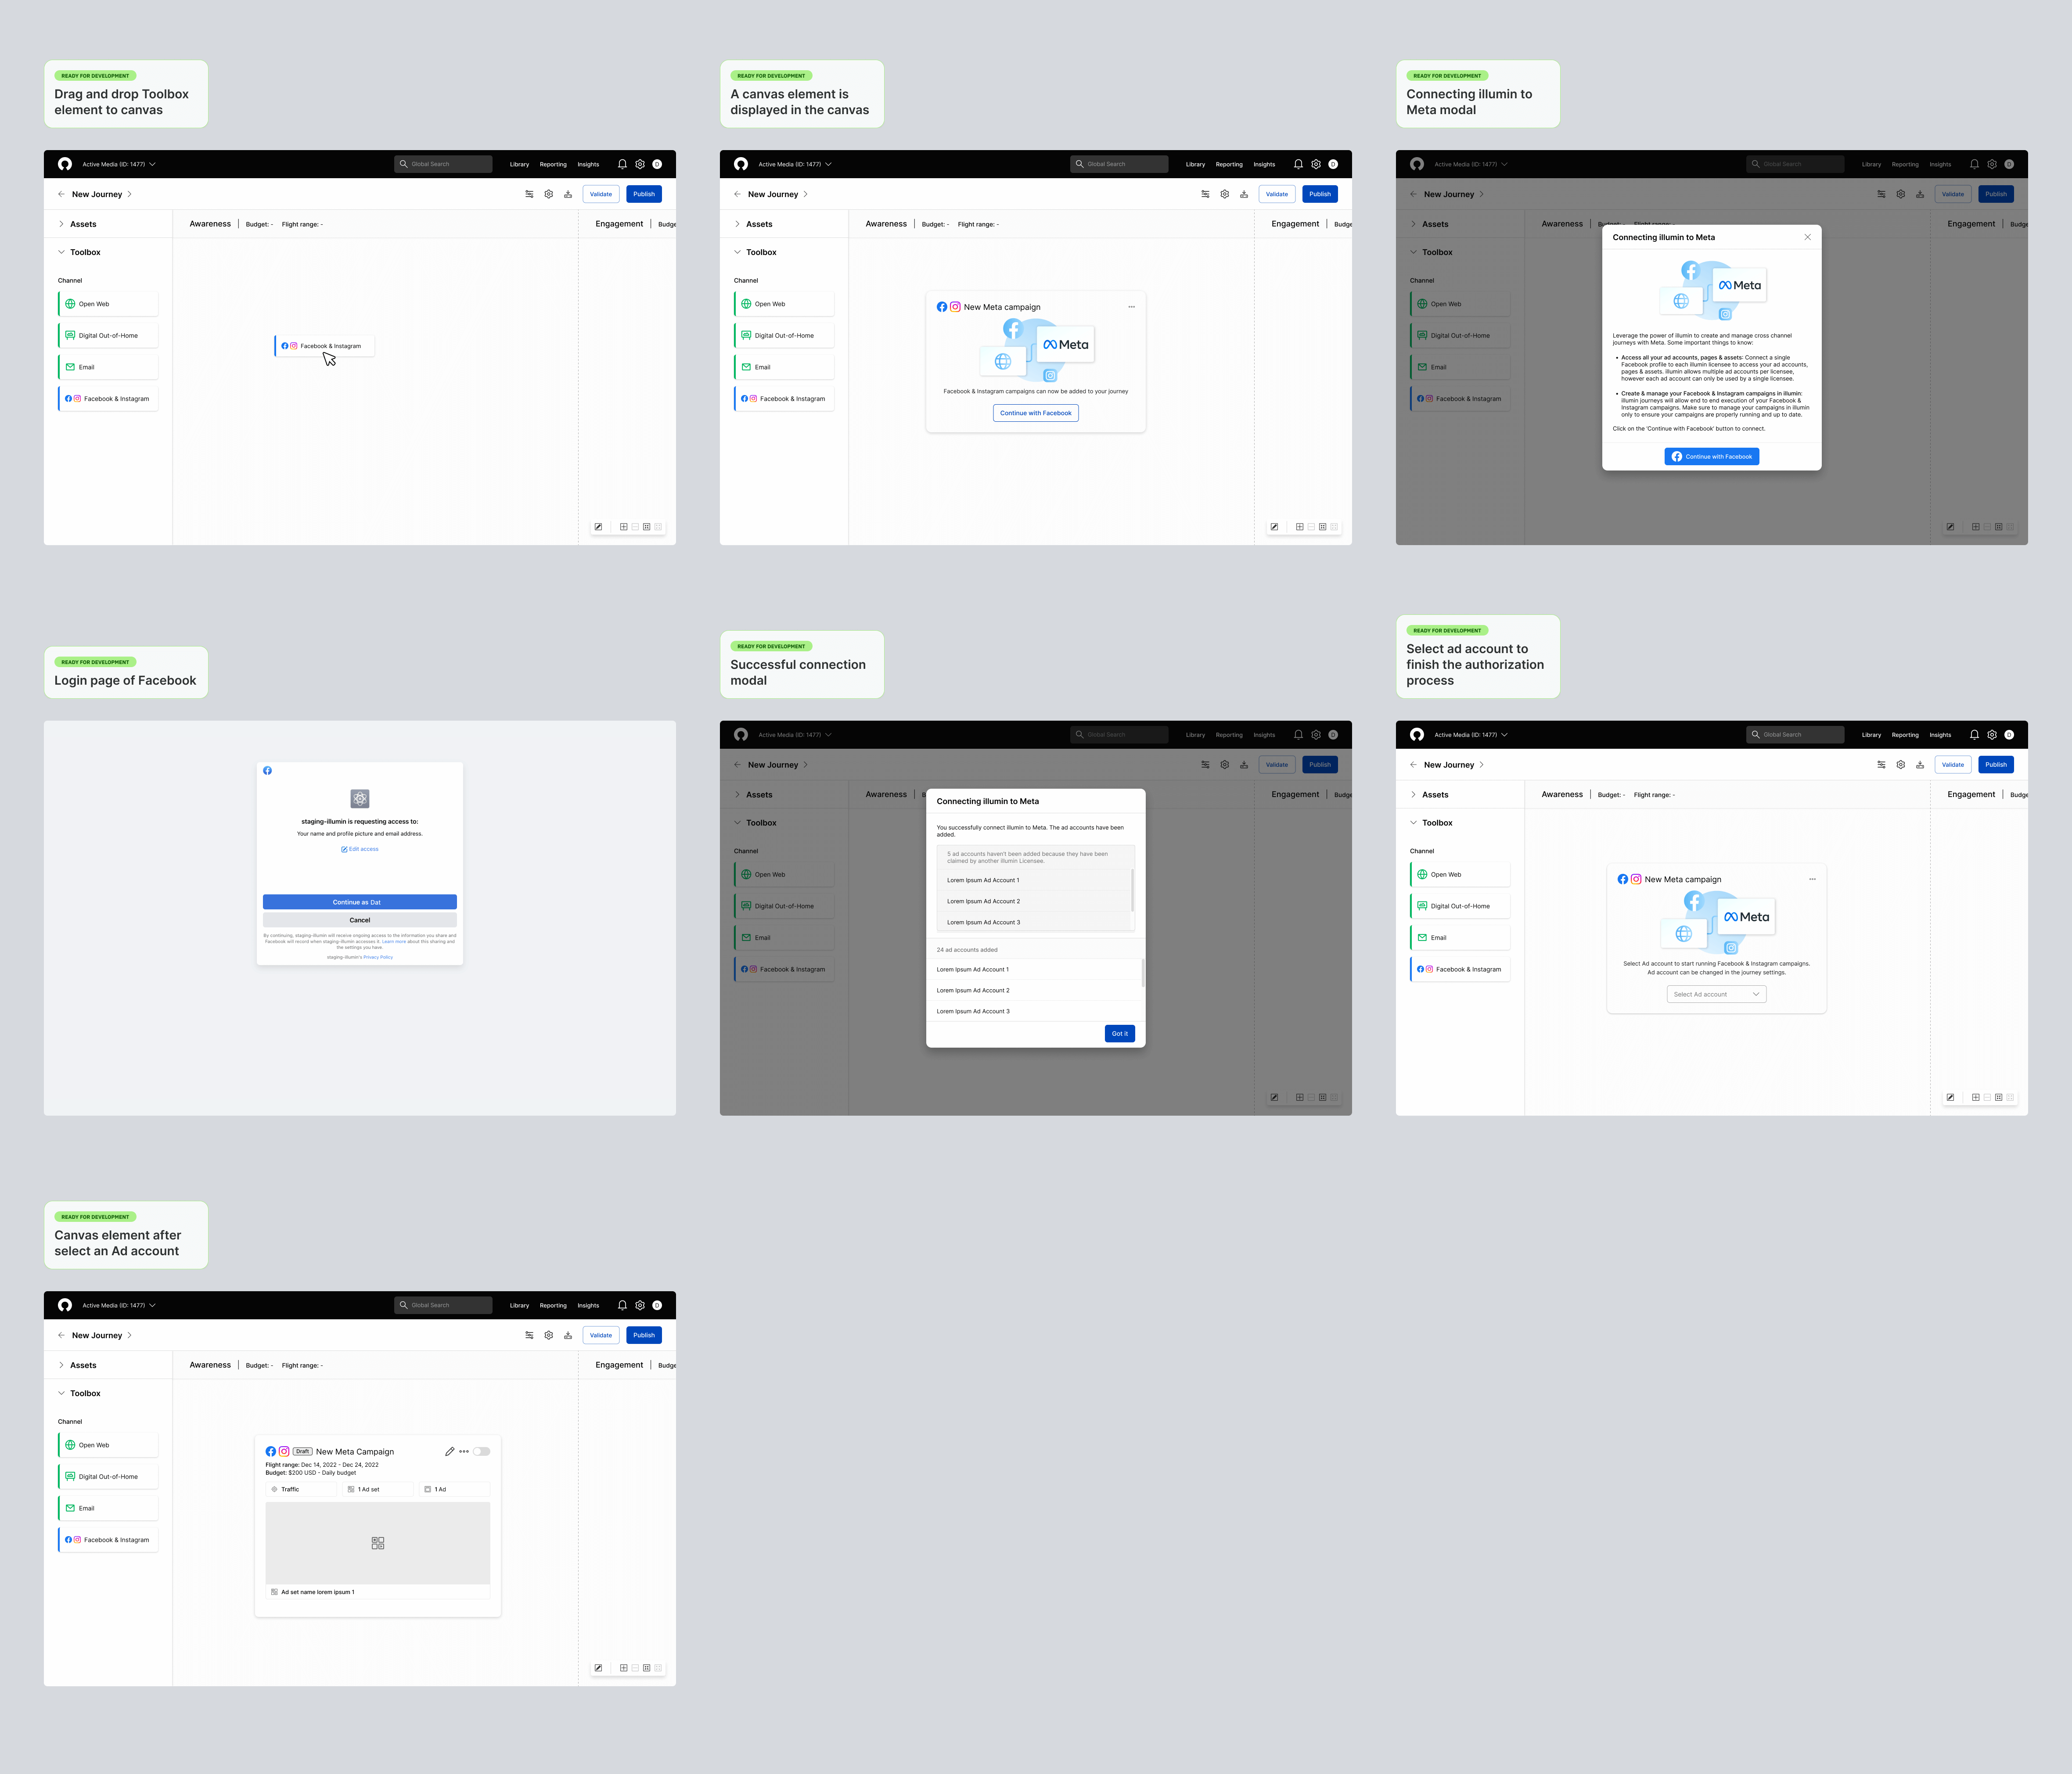 READY FOR DEVELOPMENT
Drag and drop Toolbox
element to canvas
Active Media (ID: 1477)
Global Search
Library
Reporting
Insights
D
New Journey
Validate
Publish
Assets
Awareness
Budget: -
Flight range: -
Engagement
Budge
Toolbox
Channel
Open Web
Digital Out-of-Home
Email
Facebook & Instagram
Facebook & Instagram
READY FOR DEVELOPMENT
A canvas element is
displayed in the canvas
Active Media (ID: 1477)
Global Search
Library
Reporting
Insights
D
New Journey
Validate
Publish
Assets
Awareness
Budget: -
Flight range: -
Engagement
Budge
Toolbox
Channel
Open Web
Digital Out-of-Home
Email
Facebook & Instagram
New Meta campaign
Meta
Facebook & Instagram campaigns can now be added to your journey
Continue with Facebook
READY FOR DEVELOPMENT
Connecting illumin to
Meta modal
Active Media (ID: 1477)
Global Search
Library
Reporting
Insights
D
New Journey
Validate
Publish
Assets
Awareness
Budget: -
Flight range: -
Engagement
Budge
Toolbox
Channel
Open Web
Digital Out-of-Home
Email
Facebook & Instagram
Connecting illumin to Meta
Meta
Leverage the power of illumin to create and manage cross channel
journeys with Meta. Some important things to know:
• Access all your ad accounts, pages & assets: Connect a single
Facebook profile to each illumin licensee to access your ad accounts,
pages & assets. illumin allows multiple ad accounts per licensee,
however each ad account can only be used by a single licensee.
• Create & manage your Facebook & Instagram campaigns in illumin:
illumin journeys will allow end to end execution of your Facebook &
Instagram campaigns. Make sure to manage your campaigns in illumin
only to ensure your campaigns are properly running and up to date.
Click on the 'Continue with Facebook' button to connect.
Continue with Facebook
READY FOR DEVELOPMENT
Login page of Facebook
staging-illumin is requesting access to:
Your name and profile picture and email address.
Edit access
Continue as Dat
Cancel
By continuing, staging-illumin will receive ongoing access to the information you share and
Facebook will record when staging-illumin accesses it. Learn more about this sharing and
the settings you have.
staging-illumin's Privacy Policy
READY FOR DEVELOPMENT
Successful connection
modal
Active Media (ID: 1477)
Global Search
Library
Reporting
Insights
D
New Journey
Validate
Publish
Assets
Awareness
Engagement
Budge
Toolbox
Channel
Open Web
Digital Out-of-Home
Email
Facebook & Instagram
Connecting illumin to Meta
You successfully connect illumin to Meta. The ad accounts have been
added.
5 ad accounts haven't been added because they have been
claimed by another illumin Licensee.
Lorem Ipsum Ad Account 1
Lorem Ipsum Ad Account 2
Lorem Ipsum Ad Account 3
24 ad accounts added
Lorem Ipsum Ad Account 1
Lorem Ipsum Ad Account 2
Lorem Ipsum Ad Account 3
Got it
READY FOR DEVELOPMENT
Select ad account to
finish the authorization
process
Active Media (ID: 1477)
Global Search
Library
Reporting
Insights
D
New Journey
Validate
Publish
Assets
Awareness
Budget: -
Flight range: -
Engagement
Budge
Toolbox
Channel
Open Web
Digital Out-of-Home
Email
Facebook & Instagram
New Meta campaign
Meta
Select Ad account to start running Facebook & Instagram campaigns.
Ad account can be changed in the journey settings.
Select Ad account
READY FOR DEVELOPMENT
Canvas element after
select an Ad account
Active Media (ID: 1477)
Global Search
Library
Reporting
Insights
D
New Journey
Validate
Publish
Assets
Awareness
Budget: -
Flight range: -
Engagement
Budge
Toolbox
Channel
Open Web
Digital Out-of-Home
Email
Facebook & Instagram
Draft
New Meta Campaign
Flight range: Dec 14, 2022 - Dec 24, 2022
Budget: $200 USD - Daily budget
Traffic
1 Ad set
1 Ad
Ad set name lorem ipsum 1